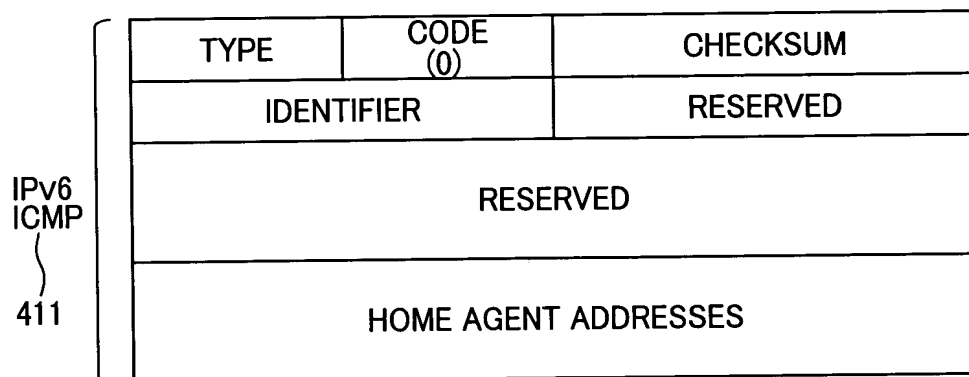 TYPE
CODE
(0)
CHECKSUM
IDENTIFIER
RESERVED
RESERVED
IPv6
ICMP
411
HOME AGENT ADDRESSES